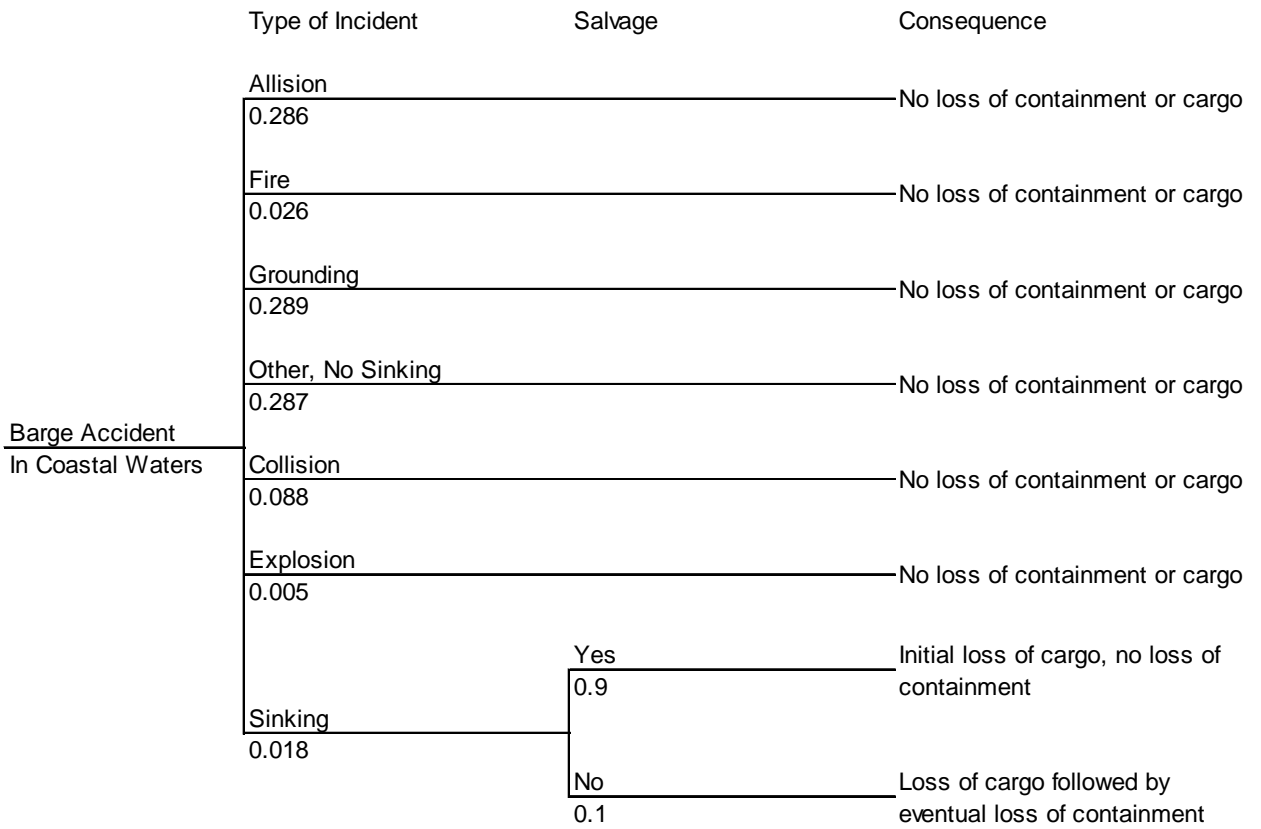 Type of Incident Salvage Consequence
Allision
0.286
No loss of containment or cargo
Fire
0.026
No loss of containment or cargo
Grounding
0.289
No loss of containment or cargo
Other, No Sinking
0.287
No loss of containment or cargo
Barge Accident
In Coastal Waters
Collision
0.088
No loss of containment or cargo
Explosion
0.005
No loss of containment or cargo
Sinking
0.018
Yes
0.9
Initial loss of cargo, no loss of
containment
No
0.1
Loss of cargo followed by
eventual loss of containment